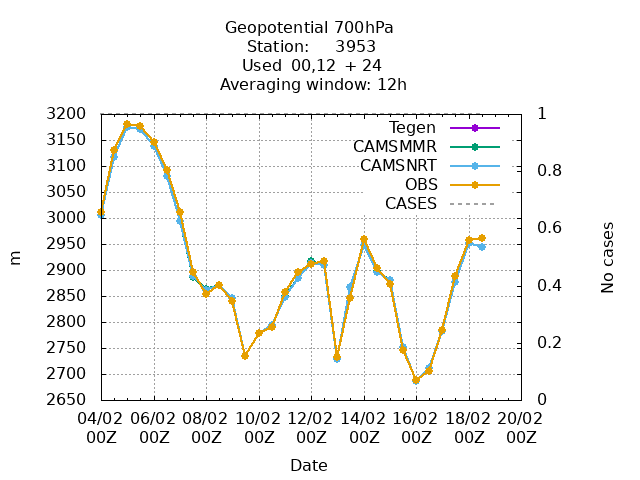 Geopotential 700hPa
Station: 3953
Used 00,12 + 24
Averaging window: 12h
3200
3150
3100
3050
3000
2950
2900
2850
2800
2750
2700
2650
m
1
0.8
0.6
0.4
0.2
0
No cases
Tegen
CAMSMMR
CAMSNRT
OBS
CASES
04/02 06/02 08/02 10/02 12/02 14/02 16/02 18/02 20/02
00Z 00Z 00Z 00Z 00Z 00Z 00Z 00Z 00Z
Date